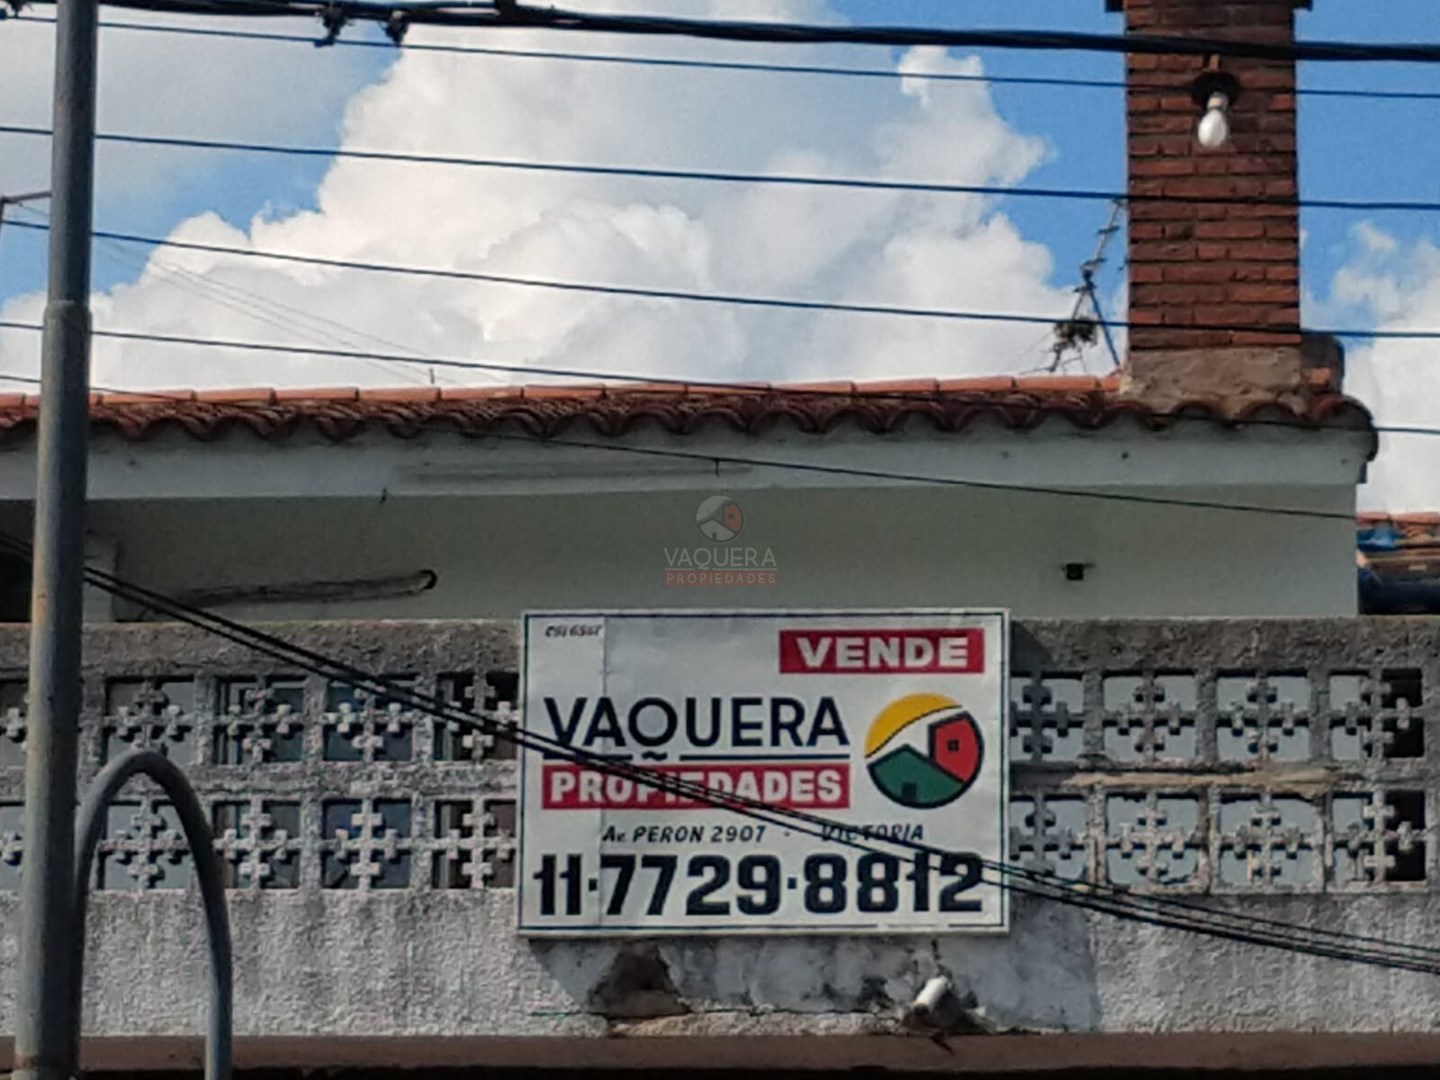 VAQUERA
PROPIEDADES
VENDE
VAQUERA
PROPIEDADES
Av. PERON 2907 - VICTORIA
11·7729·8812